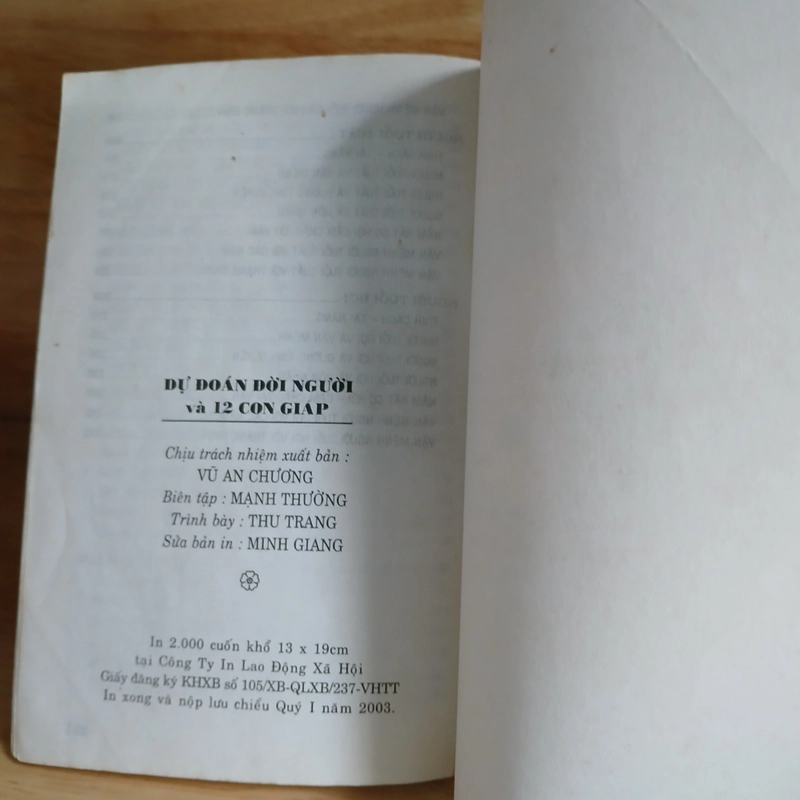 DỰ ĐOÁN ĐỜI NGƯỜI
và 12 CON GIÁP
Chịu trách nhiệm xuất bản :
VŨ AN CHƯƠNG
Biên tập : MẠNH THƯỜNG
Trình bày : THU TRANG
Sửa bản in : MINH GIANG
In 2.000 cuốn khổ 13 x 19cm
tại Công Ty In Lao Động Xã Hội
Giấy đăng ký KHXB số 105/XB-QLXB/237-VHTT
In xong và nộp lưu chiểu Quý I năm 2003.